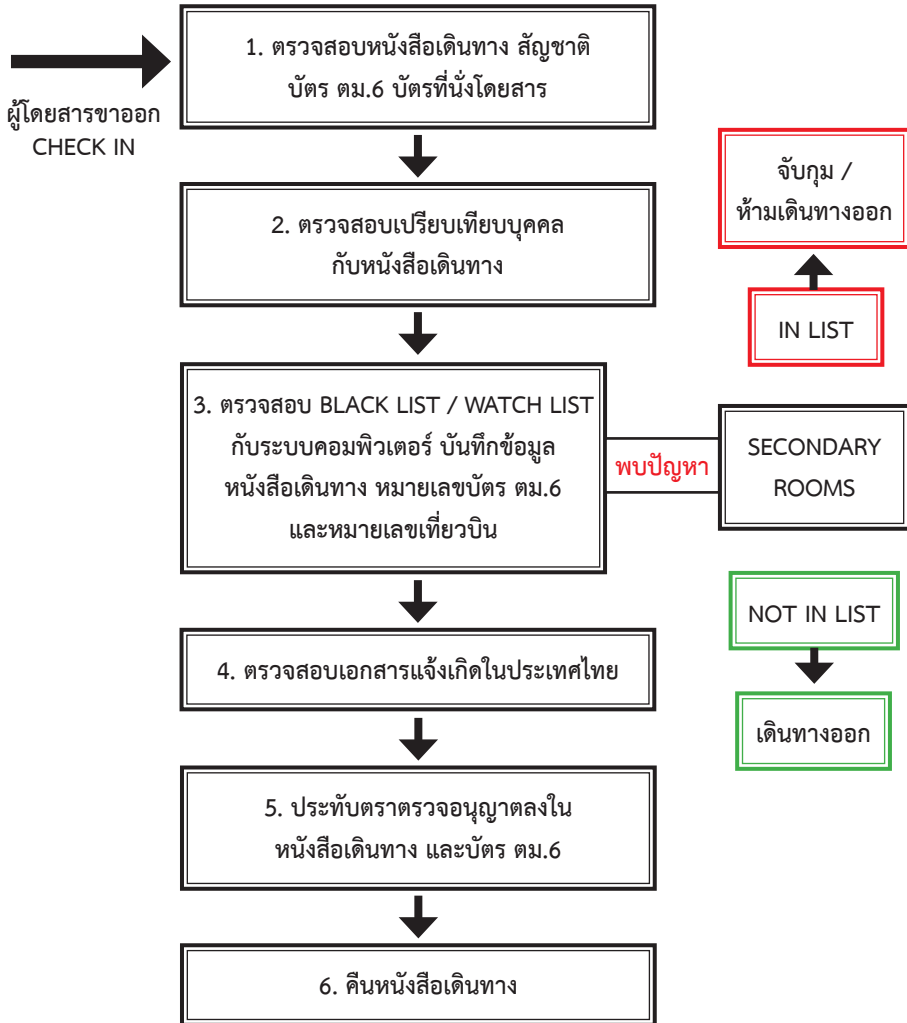 ผู้โดยสารขาออก
CHECK IN
1. ตรวจสอบหนังสือเดินทาง สัญชาติ
บัตร ตม.6 บัตรที่นั่งโดยสาร
2. ตรวจสอบเปรียบเทียบบุคคล
กับหนังสือเดินทาง
3. ตรวจสอบ BLACK LIST / WATCH LIST
กับระบบคอมพิวเตอร์ บันทึกข้อมูล
หนังสือเดินทาง หมายเลขบัตร ตม.6
และหมายเลขเที่ยวบิน
พบปัญหา
SECONDARY
ROOMS
IN LIST
จับกุม /
ห้ามเดินทางออก
NOT IN LIST
เดินทางออก
4. ตรวจสอบเอกสารแจ้งเกิดในประเทศไทย
5. ประทับตราตรวจอนุญาตลงใน
หนังสือเดินทาง และบัตร ตม.6
6. คืนหนังสือเดินทาง